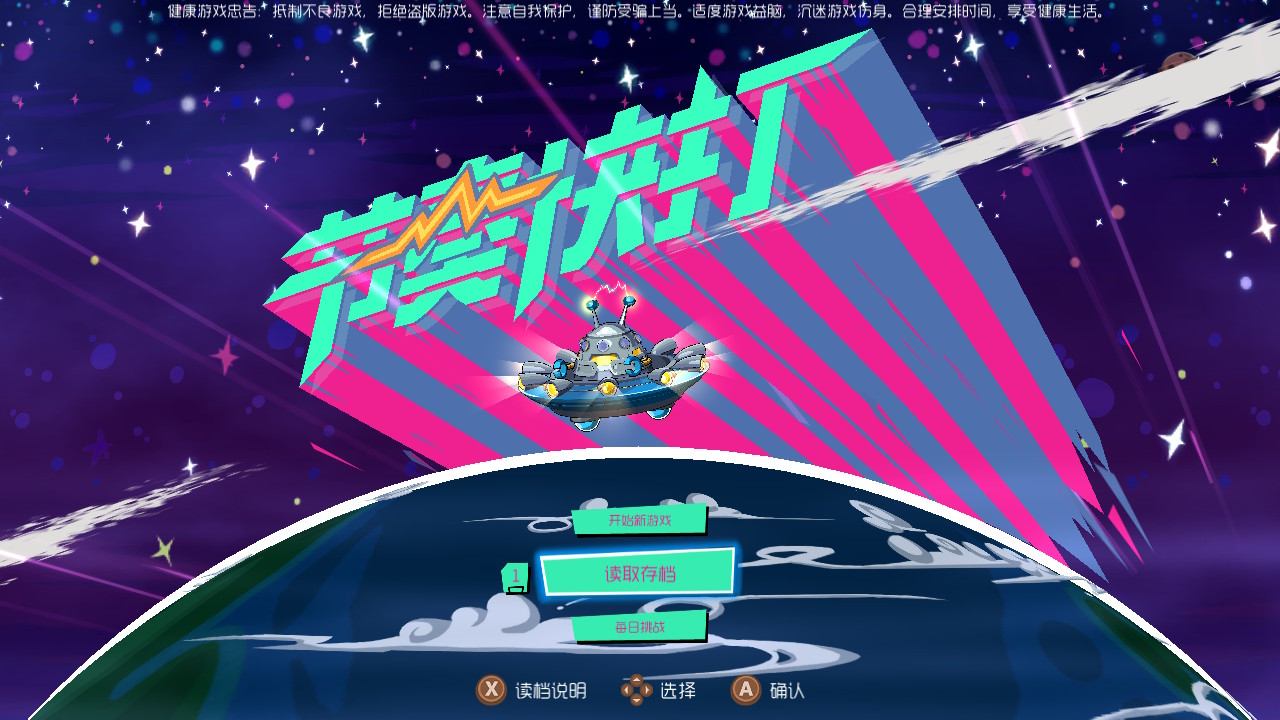 健康游戏忠告：抵制不良游戏，拒绝盗版游戏。注意自我保护，谨防受骗上当。适度游戏益脑，沉迷游戏伤身。合理安排时间，享受健康生活。
节奏快打
开始新游戏
1 读取存档
每日挑战
X 读档说明 选择 A 确认